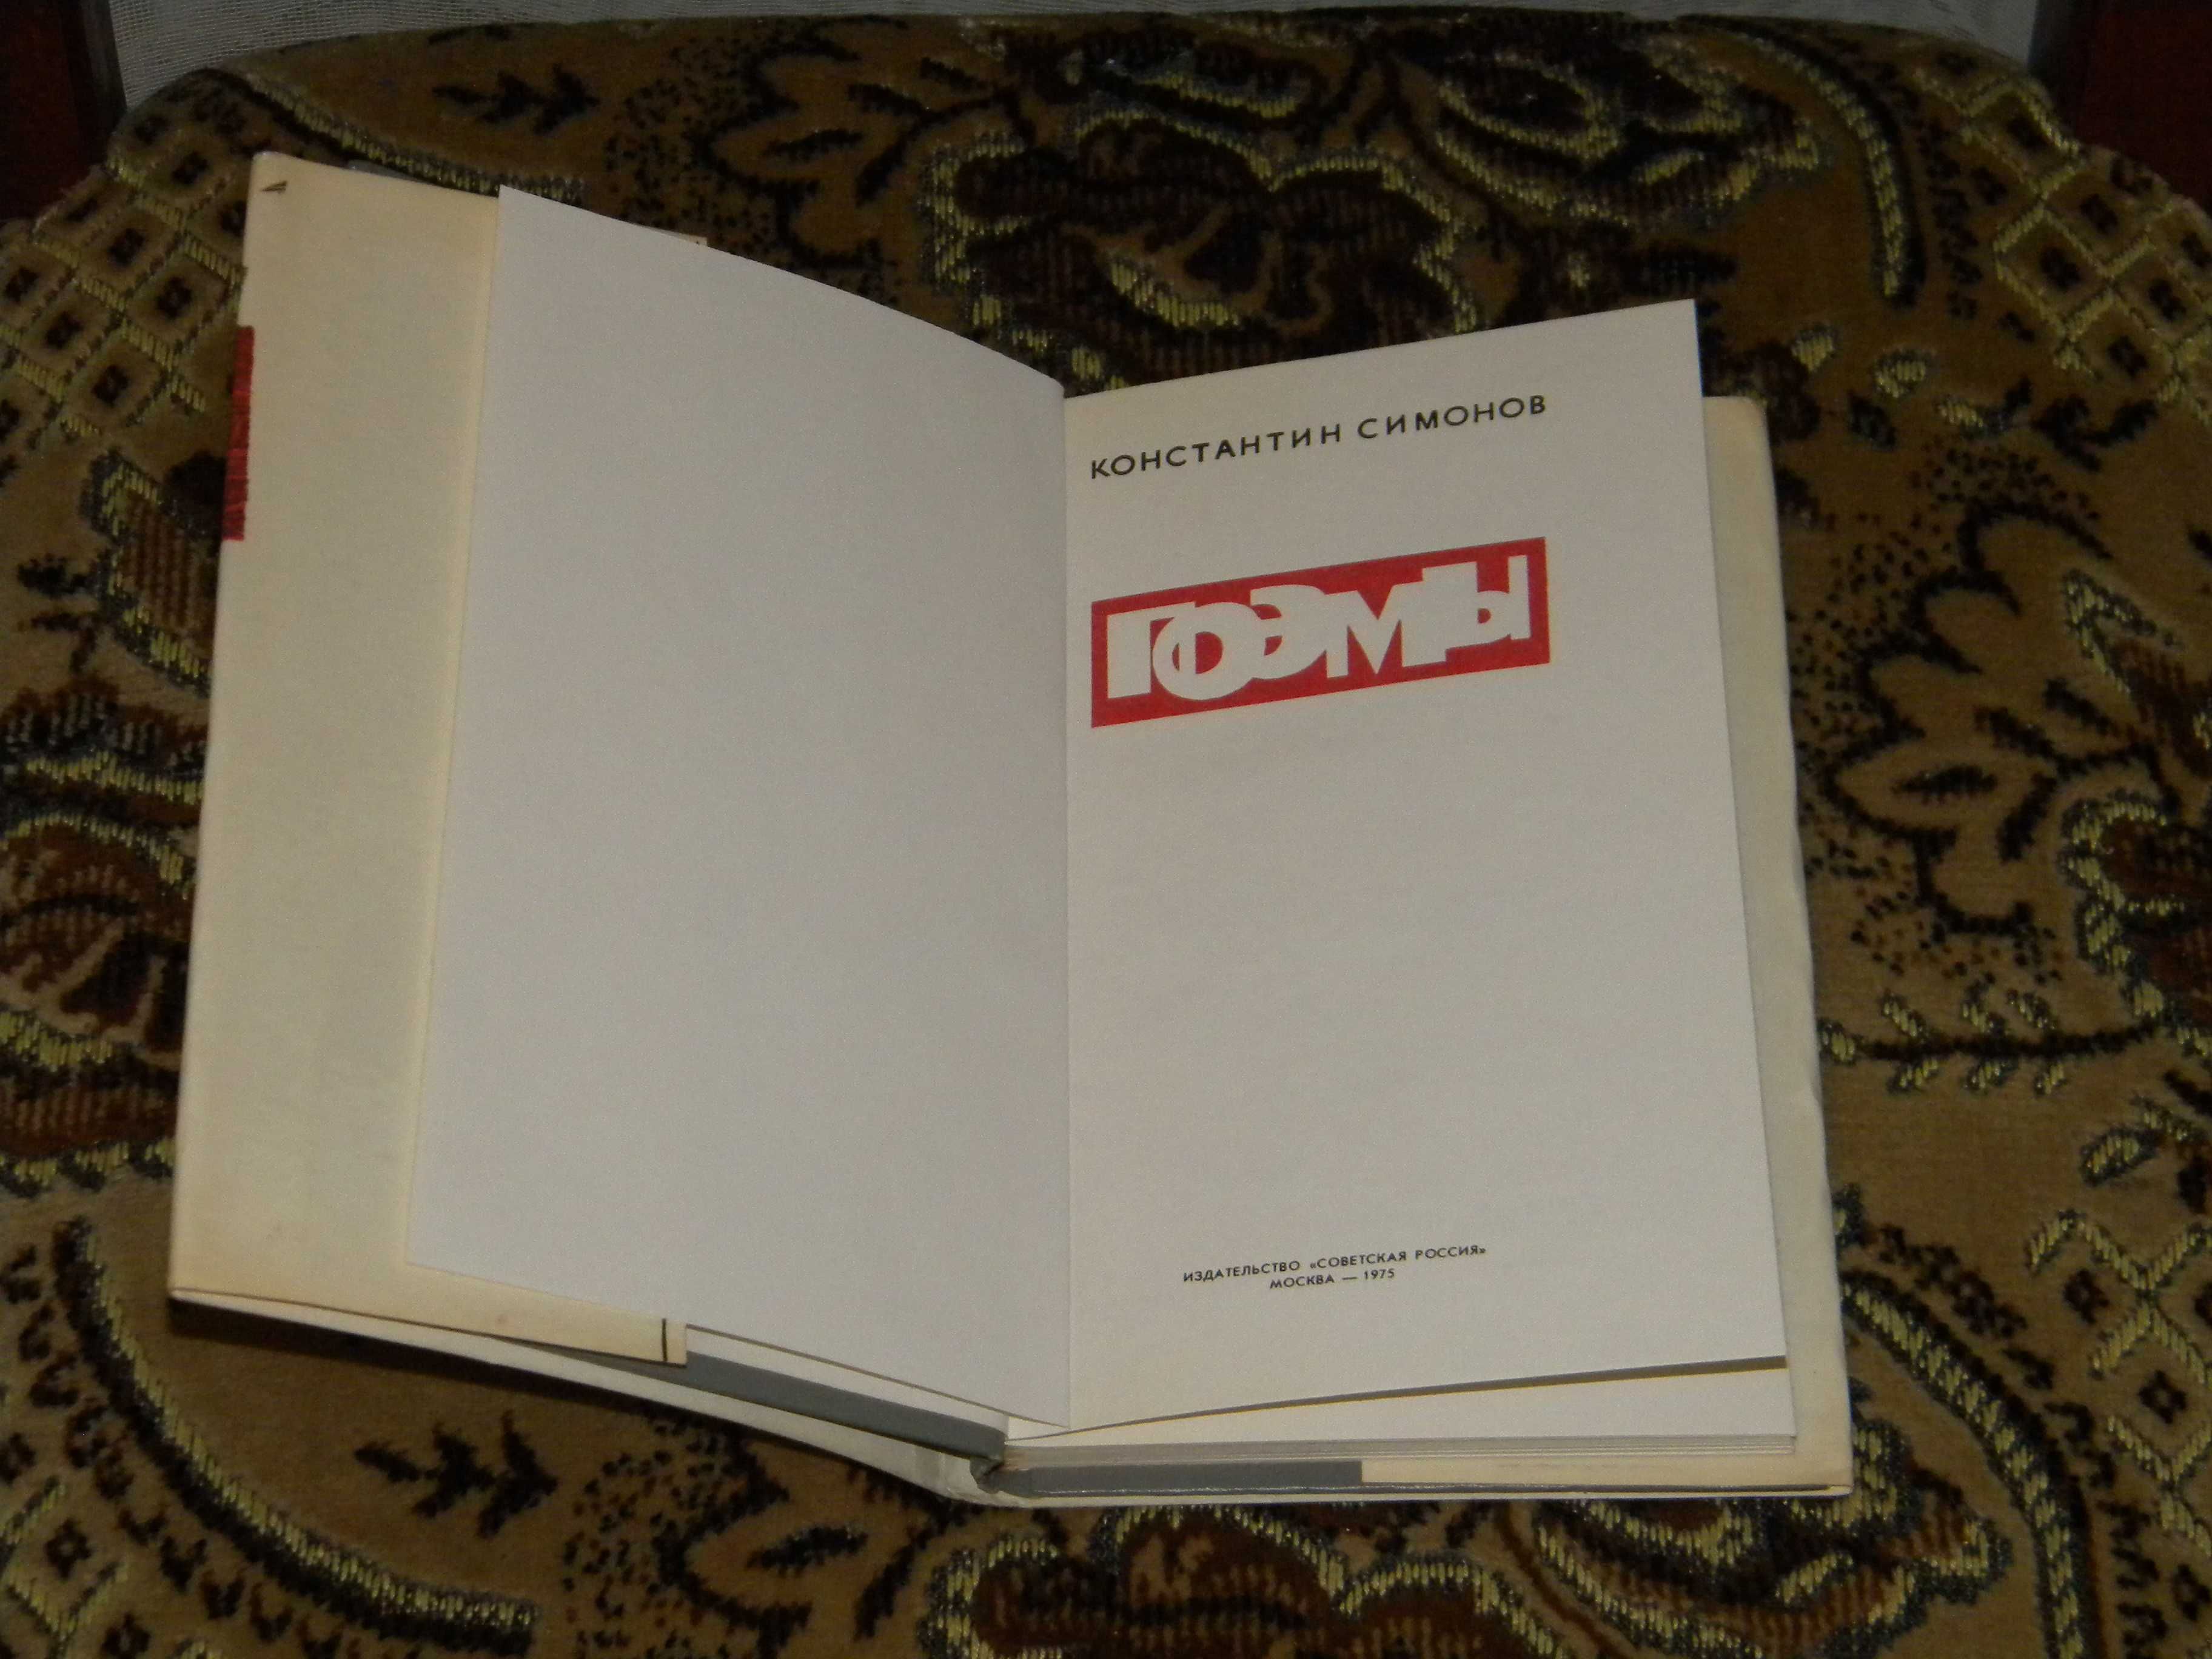 КОНСТАНТИН СИМОНОВ
ПОЭМЫ
ИЗДАТЕЛЬСТВО «СОВЕТСКАЯ РОССИЯ»
МОСКВА — 1975